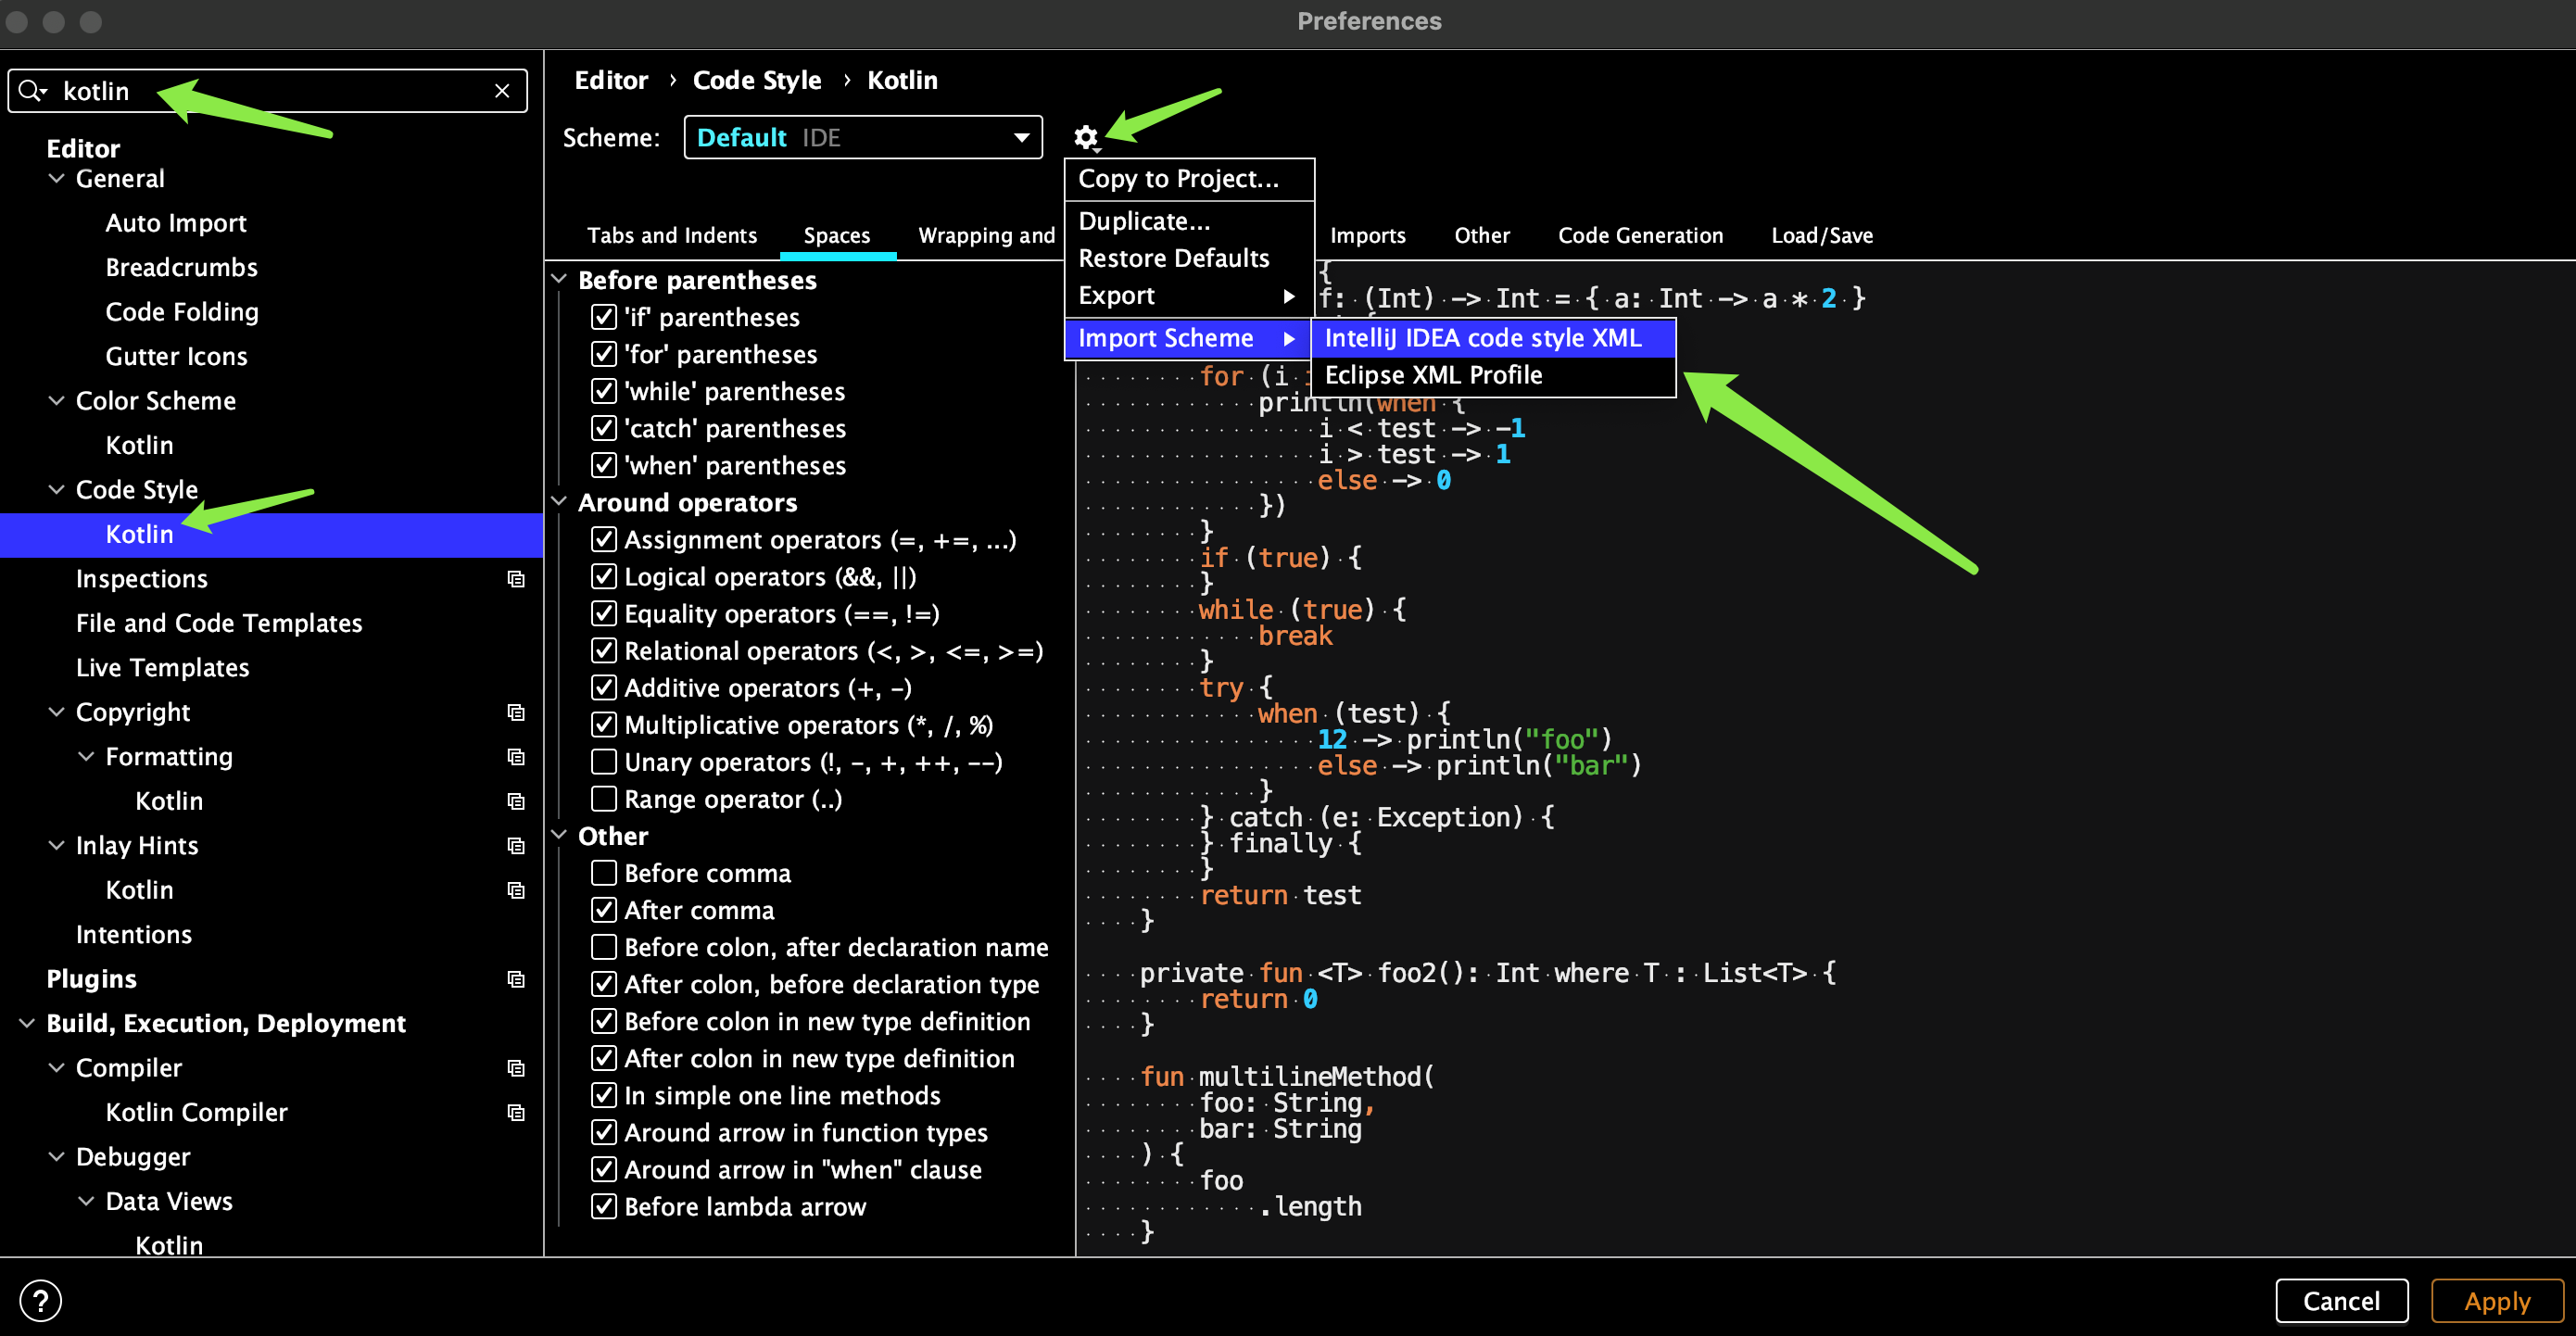 Preferences
kotlin
Editor
General
Auto Import
Breadcrumbs
Code Folding
Gutter Icons
Color Scheme
Kotlin
Code Style
Kotlin
Inspections
File and Code Templates
Live Templates
Copyright
Formatting
Kotlin
Inlay Hints
Kotlin
Intentions
Plugins
Build, Execution, Deployment
Compiler
Kotlin Compiler
Debugger
Data Views
Kotlin
Editor › Code Style › Kotlin
Scheme: Default IDE
Copy to Project...
Duplicate...
Restore Defaults
Export
Import Scheme
IntelliJ IDEA code style XML
Eclipse XML Profile
Tabs and Indents Spaces Wrapping and Imports Other Code Generation Load/Save
Before parentheses
'if' parentheses
'for' parentheses
'while' parentheses
'catch' parentheses
'when' parentheses
Around operators
Assignment operators (=, +=, ...)
Logical operators (&&, ||)
Equality operators (==, !=)
Relational operators (<, >, <=, >=)
Additive operators (+, -)
Multiplicative operators (*, /, %)
Unary operators (!, -, +, ++, --)
Range operator (..)
Other
Before comma
After comma
Before colon, after declaration name
After colon, before declaration type
Before colon in new type definition
After colon in new type definition
In simple one line methods
Around arrow in function types
Around arrow in "when" clause
Before lambda arrow
{
f: (Int) -> Int = { a: Int -> a * 2 }
for (i
println(when {
i < test -> -1
i > test -> 1
else -> 0
})
}
if (true) {
}
while (true) {
break
}
try {
when (test) {
12 -> println("foo")
else -> println("bar")
}
} catch (e: Exception) {
} finally {
}
return test
}
private fun <T> foo2(): Int where T : List<T> {
return 0
}
fun multilineMethod(
foo: String,
bar: String
) {
foo
.length
}
?
Cancel
Apply